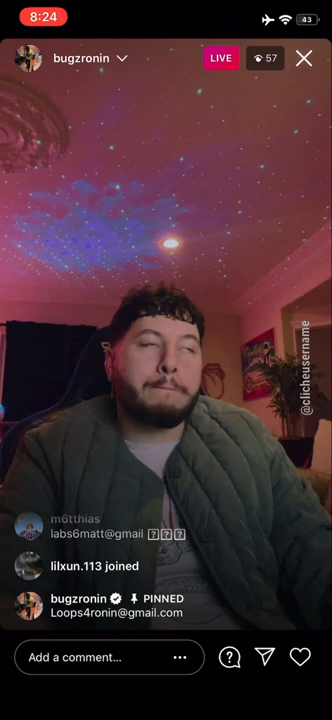 8:24
43
bugzronin
LIVE
57
@clicheusername
m6tthias
labs6matt@gmail
lilxun.113 joined
bugzronin PINNED
Loops4ronin@gmail.com
Add a comment...